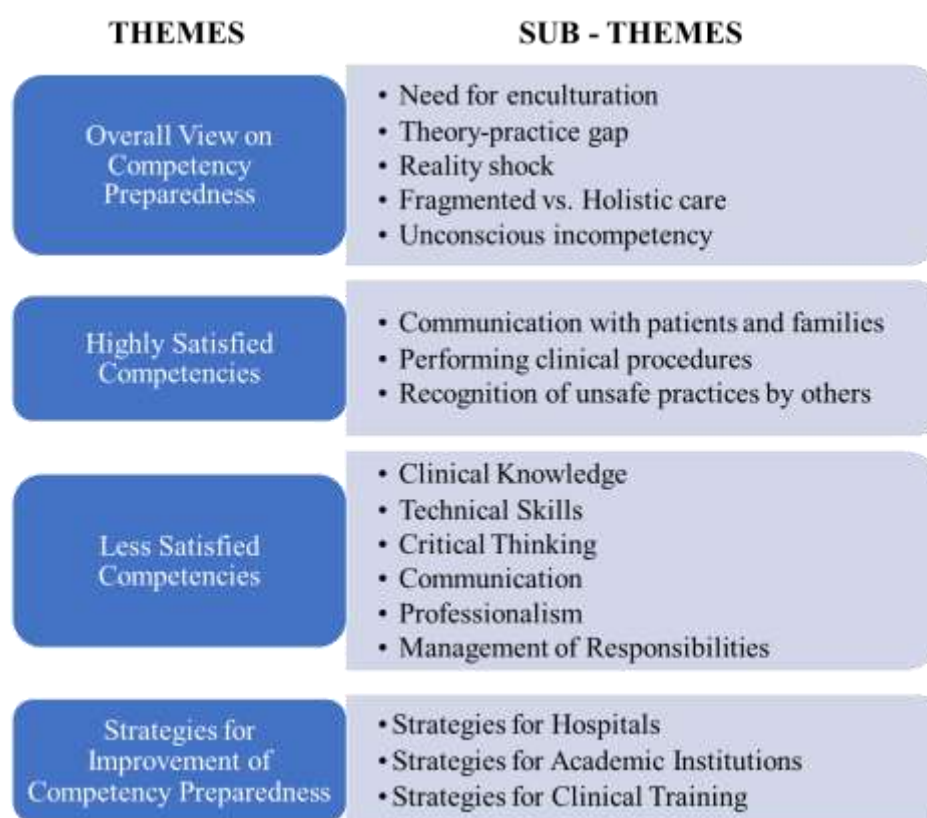 THEMES
SUB - THEMES
Overall View on
Competency
Preparedness
• Need for enculturation
• Theory-practice gap
• Reality shock
• Fragmented vs. Holistic care
• Unconscious incompetency
Highly Satisfied
Competencies
• Communication with patients and families
• Performing clinical procedures
• Recognition of unsafe practices by others
Less Satisfied
Competencies
• Clinical Knowledge
• Technical Skills
• Critical Thinking
• Communication
• Professionalism
• Management of Responsibilities
Strategies for
Improvement of
Competency Preparedness
• Strategies for Hospitals
• Strategies for Academic Institutions
• Strategies for Clinical Training